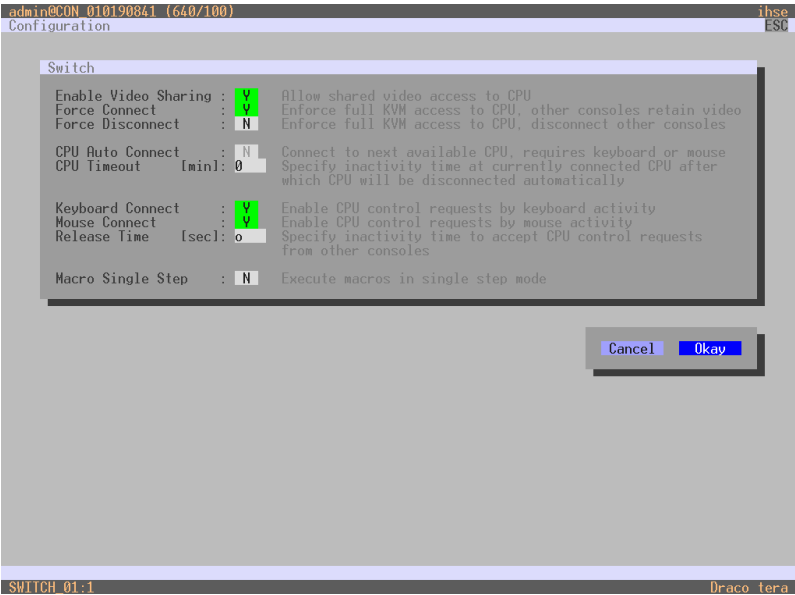 admin@CON_010190841 (640/100) ihse
Configuration ESC
Switch
Enable Video Sharing : Y Allow shared video access to CPU
Force Connect : Y Enforce full KVM access to CPU, other consoles retain video
Force Disconnect : N Enforce full KVM access to CPU, disconnect other consoles
CPU Auto Connect : N Connect to next available CPU, requires keyboard or mouse
CPU Timeout [min]: 0 Specify inactivity time at currently connected CPU after
which CPU will be disconnected automatically
Keyboard Connect : Y Enable CPU control requests by keyboard activity
Mouse Connect : Y Enable CPU control requests by mouse activity
Release Time [sec]: o Specify inactivity time to accept CPU control requests
from other consoles
Macro Single Step : N Execute macros in single step mode
Cancel Okay
SWITCH_01:1 Draco tera